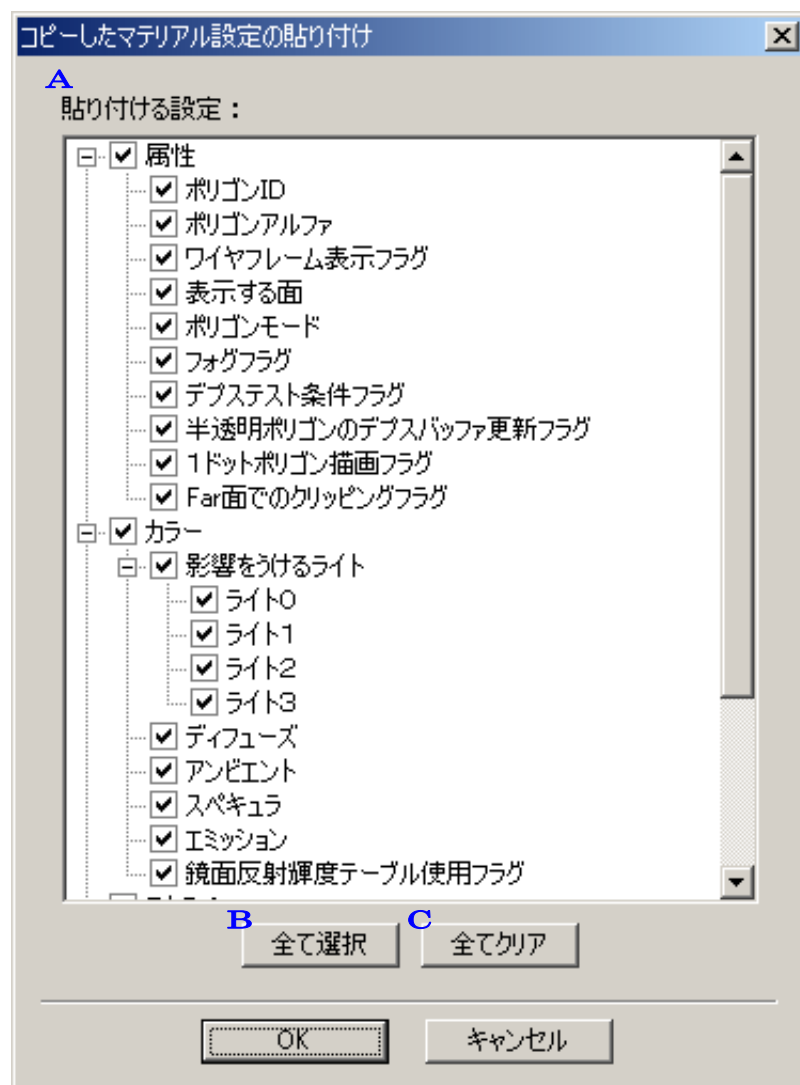 コピーしたマテリアル設定の貼り付け
A
貼り付ける設定：
属性
ポリゴンID
ポリゴンアルファ
ワイヤフレーム表示フラグ
表示する面
ポリゴンモード
フォグフラグ
デプステスト条件フラグ
半透明ポリゴンのデプスバッファ更新フラグ
1ドットポリゴン描画フラグ
Far面でのクリッピングフラグ
カラー
影響をうけるライト
ライト0
ライト1
ライト2
ライト3
ディフューズ
アンビエント
スペキュラ
エミッション
鏡面反射輝度テーブル使用フラグ
B 全て選択 C 全てクリア
OK キャンセル